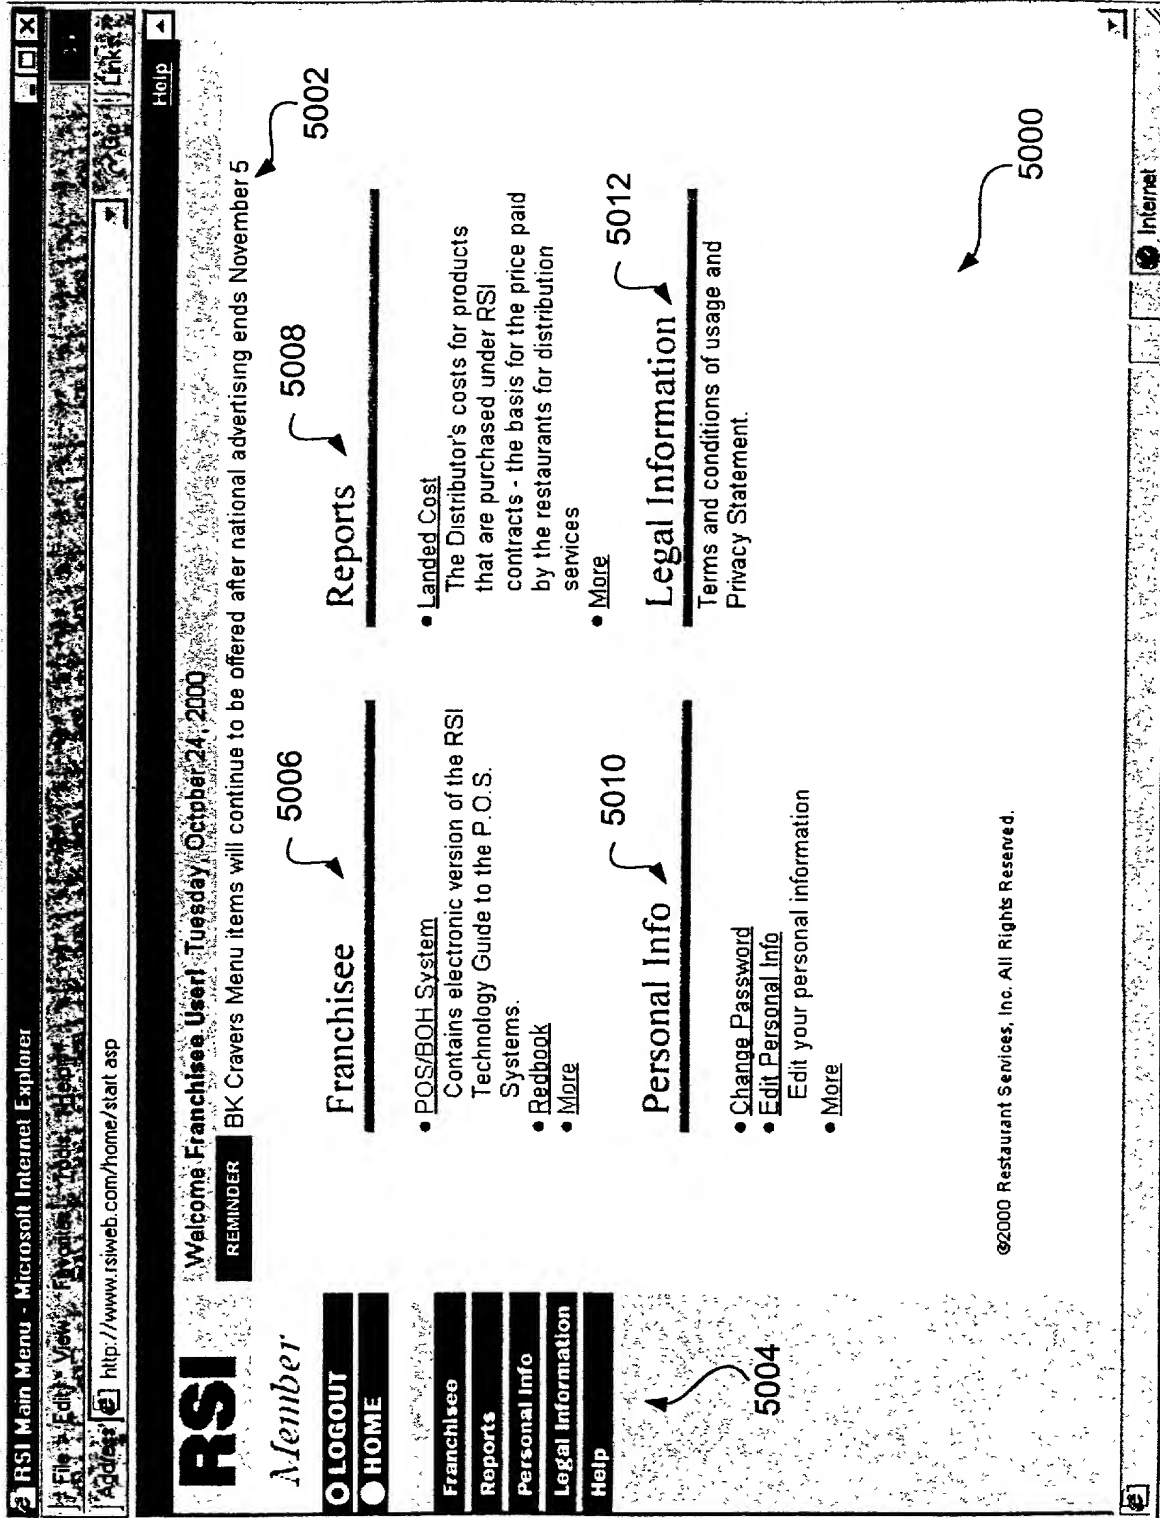 RSI Main Menu - Microsoft Internet Explorer
File Edit View Favorites Tools Help
Address http://www.rsiweb.com/home/start.asp Go Links
Help
RSI
Member
LOGOUT
HOME
Franchisee
Reports
Personal Info
Legal Information
Help
5004
Welcome Franchisee User! Tuesday, October 24, 2000
REMINDER BK Cravers Menu items will continue to be offered after national advertising ends November 5
5002
5006
Franchisee
• POS/BOH System
Contains electronic version of the RSI
Technology Guide to the P.O.S.
Systems.
• Redbook
• More
5008
Reports
• Landed Cost
The Distributor's costs for products
that are purchased under RSI
contracts - the basis for the price paid
by the restaurants for distribution
services
• More
5010
Personal Info
• Change Password
• Edit Personal Info
Edit your personal information
• More
5012
Legal Information
Terms and conditions of usage and
Privacy Statement.
5000
©2000 Restaurant Services, Inc. All Rights Reserved.
Internet